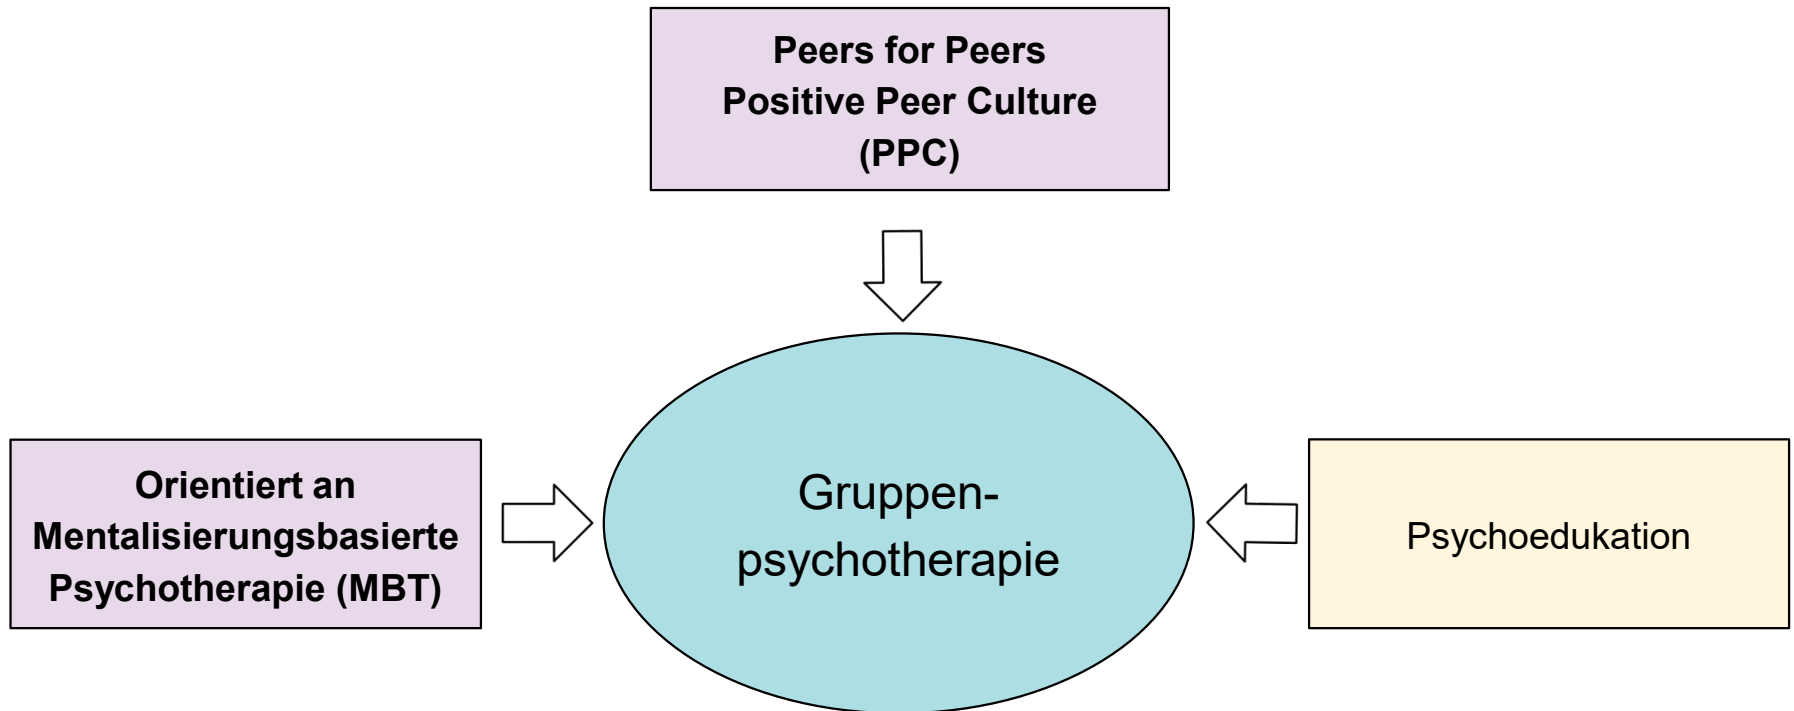 Peers for Peers
Positive Peer Culture
(PPC)
Orientiert an
Mentalisierungsbasierte
Psychotherapie (MBT)
Gruppen-
psychotherapie
Psychoedukation